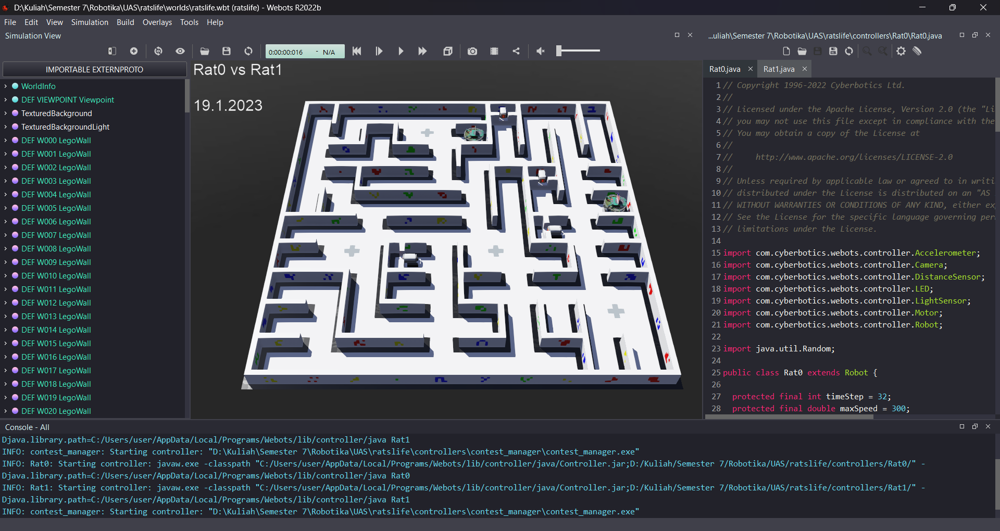 D:\Kuliah\Semester 7\Robotika\UAS\ratslife\worlds\ratslife.wbt (ratslife) - Webots R2022b
File Edit View Simulation Build Overlays Tools Help
Simulation View
...uliah\Semester 7\Robotika\UAS\ratslife\controllers\Rat0\Rat0.java
0:00:00:016 - N/A
IMPORTABLE EXTERNPROTO
WorldInfo
DEF VIEWPOINT Viewpoint
TexturedBackground
TexturedBackgroundLight
DEF W000 LegoWall
DEF W001 LegoWall
DEF W002 LegoWall
DEF W003 LegoWall
DEF W004 LegoWall
DEF W005 LegoWall
DEF W006 LegoWall
DEF W007 LegoWall
DEF W008 LegoWall
DEF W009 LegoWall
DEF W010 LegoWall
DEF W011 LegoWall
DEF W012 LegoWall
DEF W013 LegoWall
DEF W014 LegoWall
DEF W015 LegoWall
DEF W016 LegoWall
DEF W017 LegoWall
DEF W018 LegoWall
DEF W019 LegoWall
DEF W020 LegoWall
Rat0 vs Rat1
19.1.2023
Rat0.java Rat1.java
1 // Copyright 1996-2022 Cyberbotics Ltd.
2 //
3 // Licensed under the Apache License, Version 2.0 (the "Li
4 // you may not use this file except in compliance with the
5 // You may obtain a copy of the License at
6 //
7 //     http://www.apache.org/licenses/LICENSE-2.0
8 //
9 // Unless required by applicable law or agreed to in writi
10 // distributed under the License is distributed on an "AS
11 // WITHOUT WARRANTIES OR CONDITIONS OF ANY KIND, either ex
12 // See the License for the specific language governing per
13 // limitations under the License.
14
15 import com.cyberbotics.webots.controller.Accelerometer;
16 import com.cyberbotics.webots.controller.Camera;
17 import com.cyberbotics.webots.controller.DistanceSensor;
18 import com.cyberbotics.webots.controller.LED;
19 import com.cyberbotics.webots.controller.LightSensor;
20 import com.cyberbotics.webots.controller.Motor;
21 import com.cyberbotics.webots.controller.Robot;
22
23 import java.util.Random;
24
25 public class Rat0 extends Robot {
26
27   protected final int timeStep = 32;
28   protected final double maxSpeed = 300;
Console - All
Djava.library.path=C:/Users/user/AppData/Local/Programs/Webots/lib/controller/java Rat1
INFO: contest_manager: Starting controller: "D:\Kuliah\Semester 7\Robotika\UAS\ratslife\controllers\contest_manager\contest_manager.exe"
INFO: Rat0: Starting controller: javaw.exe -classpath "C:/Users/user/AppData/Local/Programs/Webots/lib/controller/java/Controller.jar;D:/Kuliah/Semester 7/Robotika/UAS/ratslife/controllers/Rat0/" -
Djava.library.path=C:/Users/user/AppData/Local/Programs/Webots/lib/controller/java Rat0
INFO: Rat1: Starting controller: javaw.exe -classpath "C:/Users/user/AppData/Local/Programs/Webots/lib/controller/java/Controller.jar;D:/Kuliah/Semester 7/Robotika/UAS/ratslife/controllers/Rat1/" -
Djava.library.path=C:/Users/user/AppData/Local/Programs/Webots/lib/controller/java Rat1
INFO: contest_manager: Starting controller: "D:\Kuliah\Semester 7\Robotika\UAS\ratslife\controllers\contest_manager\contest_manager.exe"